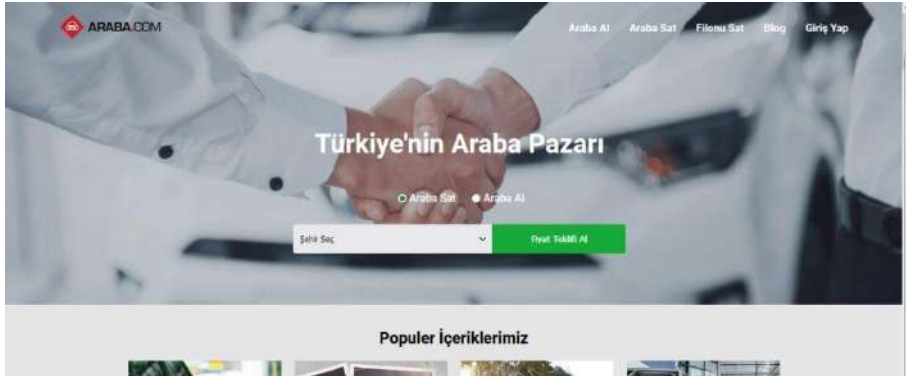 ARABA.COM
Araba Al Araba Sat Filonu Sat Blog Giriş Yap
Türkiye'nin Araba Pazarı
Araba Sat Araba Al
Şehir Seç Fiyat Teklifi Al
Populer İçeriklerimiz